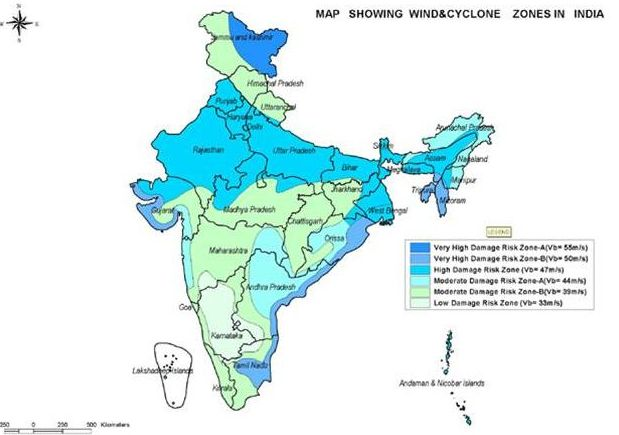 MAP SHOWING WIND&CYCLONE ZONES IN INDIA
N
Jammu and Kashmir
Himachal Pradesh
Punjab
Uttaranchal
Haryana
Delhi
Arunachal Pradesh
Rajasthan
Uttar Pradesh
Sikkim
Assam
Nagaland
Bihar
Meghalaya
Manipur
Jharkhand
Tripura
Mizoram
Gujarat
Madhya Pradesh
West Bengal
Chattisgarh
Orissa
Maharashtra
LEGEND
Very High Damage Risk Zone-A(Vb= 55m/s)
Very High Damage Risk Zone-B(Vb= 50m/s)
High Damage Risk Zone (Vb= 47m/s)
Moderate Damage Risk Zone-A(Vb= 44m/s)
Moderate Damage Risk Zone-B(Vb= 39m/s)
Low Damage Risk Zone (Vb= 33m/s)
Andhra Pradesh
Goa
Karnataka
Lakshadweep Islands
Tamil Nadu
Kerala
Andaman & Nicobar islands
250 0 250 500 Kilometers